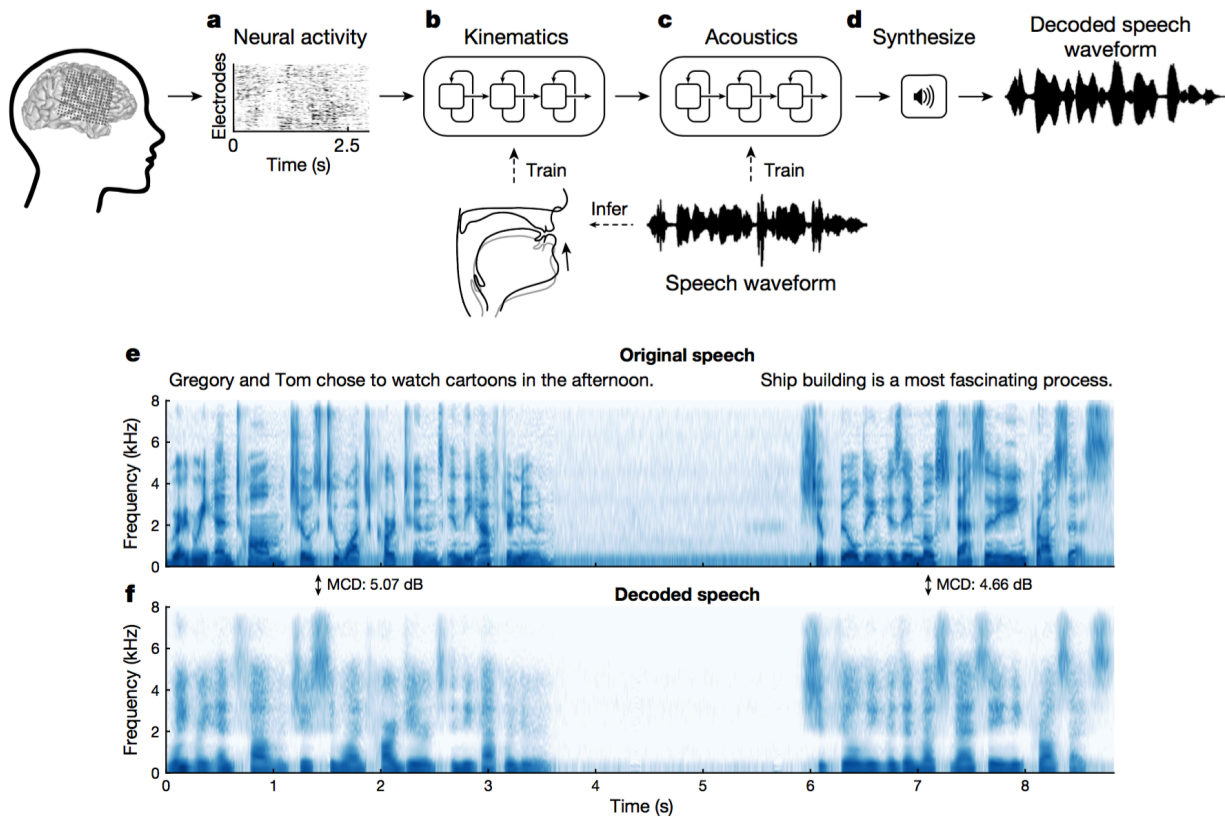 a
Neural activity
Electrodes
0
2.5
Time (s)
b
Kinematics
c
Acoustics
d
Synthesize
Decoded speech
waveform
Train
Train
Infer
Speech waveform
e
Original speech
Gregory and Tom chose to watch cartoons in the afternoon.
Ship building is a most fascinating process.
Frequency (kHz)
8
6
4
2
0
MCD: 5.07 dB
MCD: 4.66 dB
f
Decoded speech
Frequency (kHz)
8
6
4
2
0
0 1 2 3 4 5 6 7 8
Time (s)